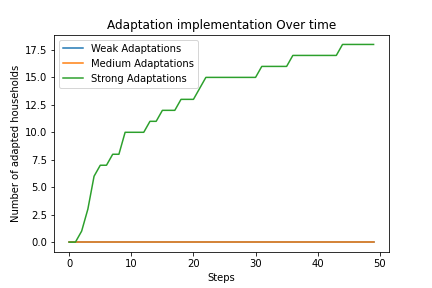 Adaptation implementation Over time
Weak Adaptations
Medium Adaptations
Strong Adaptations
Number of adapted households
17.5
15.0
12.5
10.0
7.5
5.0
2.5
0.0
0
10
20
30
40
50
Steps